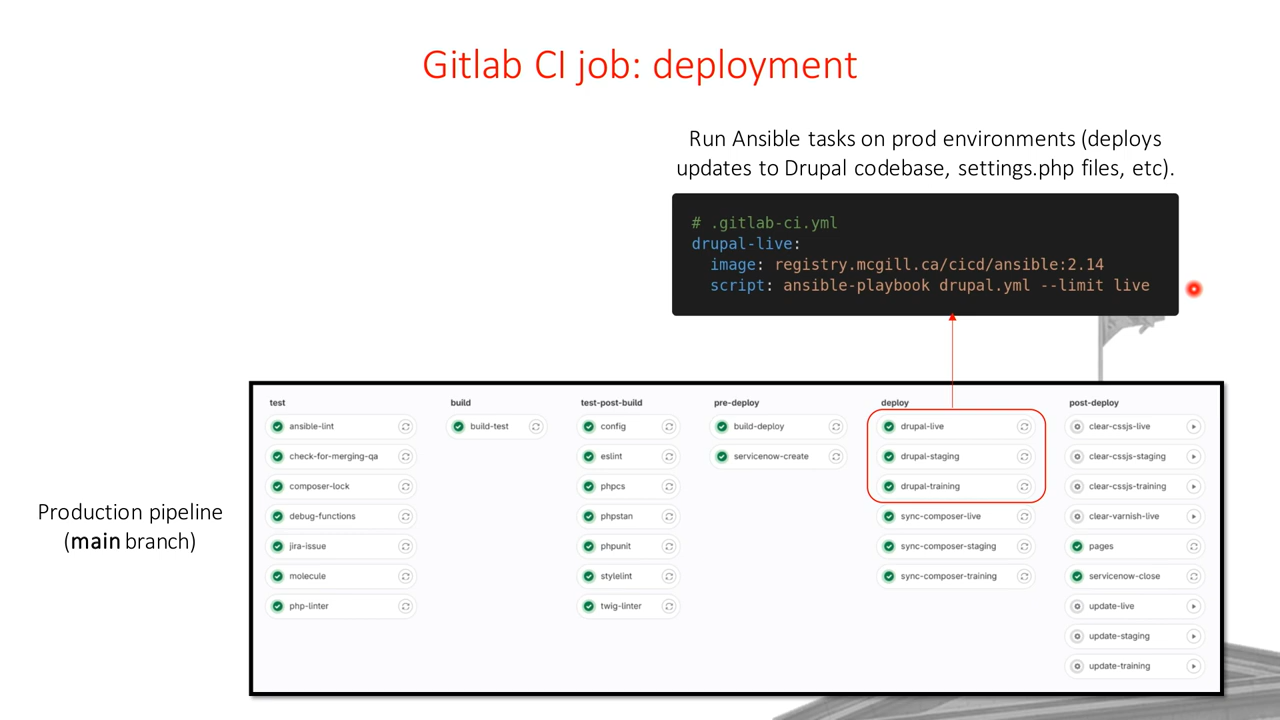 Gitlab CI job: deployment
Run Ansible tasks on prod environments (deploys
updates to Drupal codebase, settings.php files, etc).
# .gitlab-ci.yml
drupal-live:
  image: registry.mcgill.ca/cicd/ansible:2.14
  script: ansible-playbook drupal.yml --limit live
Production pipeline
(main branch)
test
ansible-lint
check-for-merging-qa
composer-lock
debug-functions
jira-issue
molecule
php-linter
build
build-test
test-post-build
config
eslint
phpcs
phpstan
phpunit
stylelint
twig-linter
pre-deploy
build-deploy
servicenow-create
deploy
drupal-live
drupal-staging
drupal-training
sync-composer-live
sync-composer-staging
sync-composer-training
post-deploy
clear-cssjs-live
clear-cssjs-staging
clear-cssjs-training
clear-varnish-live
pages
servicenow-close
update-live
update-staging
update-training